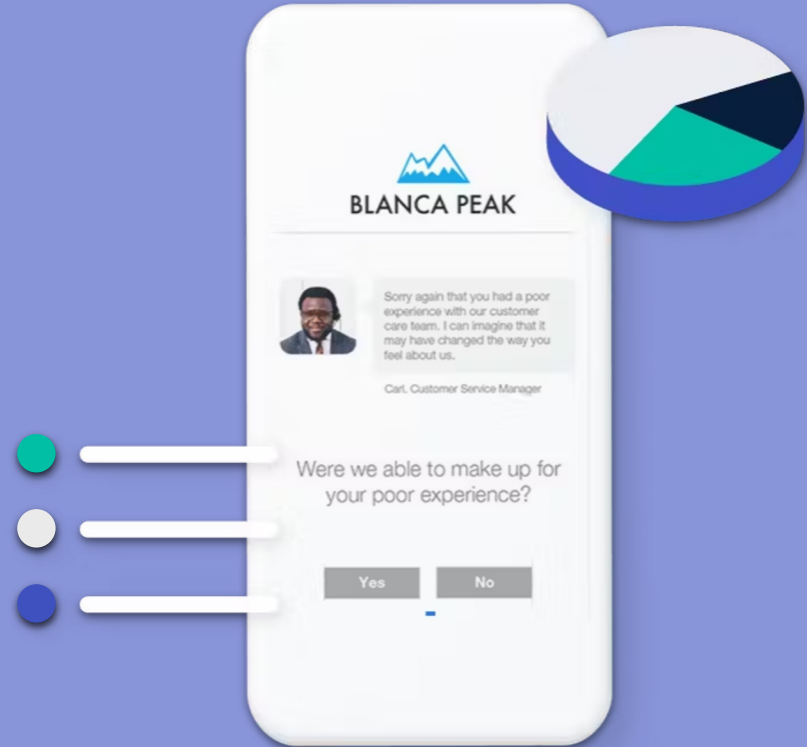 BLANCA PEAK
Sorry again that you had a poor
experience with our customer
care team. I can imagine that it
may have changed the way you
feel about us.
Carl, Customer Service Manager
Were we able to make up for
your poor experience?
Yes
No